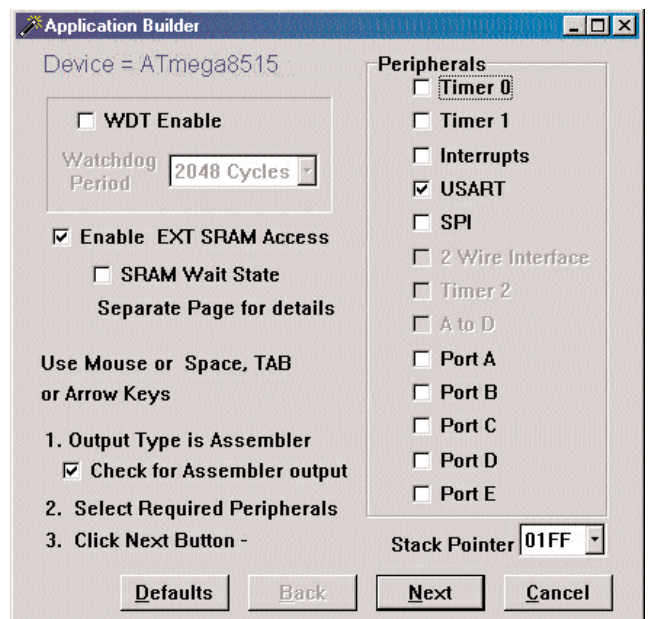 Application Builder
Device = ATmega8515
WDT Enable
Watchdog
Period
2048 Cycles
Enable EXT SRAM Access
SRAM Wait State
Separate Page for details
Use Mouse or Space, TAB
or Arrow Keys
1. Output Type is Assembler
Check for Assembler output
2. Select Required Peripherals
3. Click Next Button -
Peripherals
Timer 0
Timer 1
Interrupts
USART
SPI
2 Wire Interface
Timer 2
A to D
Port A
Port B
Port C
Port D
Port E
Stack Pointer 01FF
Defaults Back Next Cancel